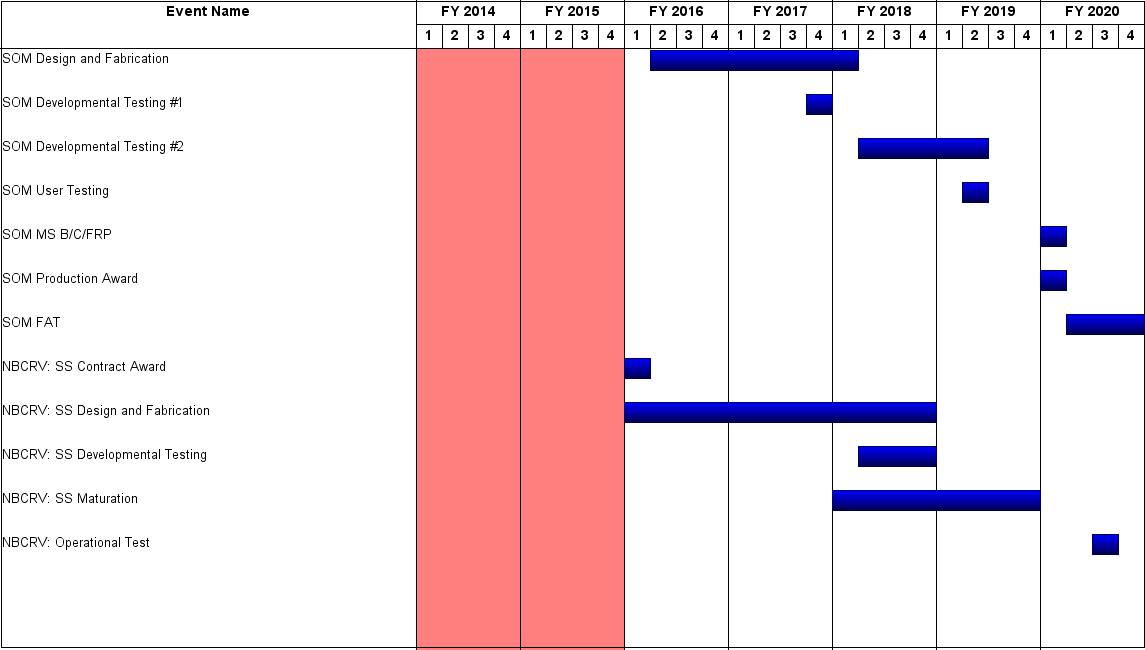 Event Name FY 2014 FY 2015 FY 2016 FY 2017 FY 2018 FY 2019 FY 2020
1 2 3 4 1 2 3 4 1 2 3 4 1 2 3 4 1 2 3 4 1 2 3 4 1 2 3 4
SOM Design and Fabrication
SOM Developmental Testing #1
SOM Developmental Testing #2
SOM User Testing
SOM MS B/C/FRP
SOM Production Award
SOM FAT
NBCRV: SS Contract Award
NBCRV: SS Design and Fabrication
NBCRV: SS Developmental Testing
NBCRV: SS Maturation
NBCRV: Operational Test